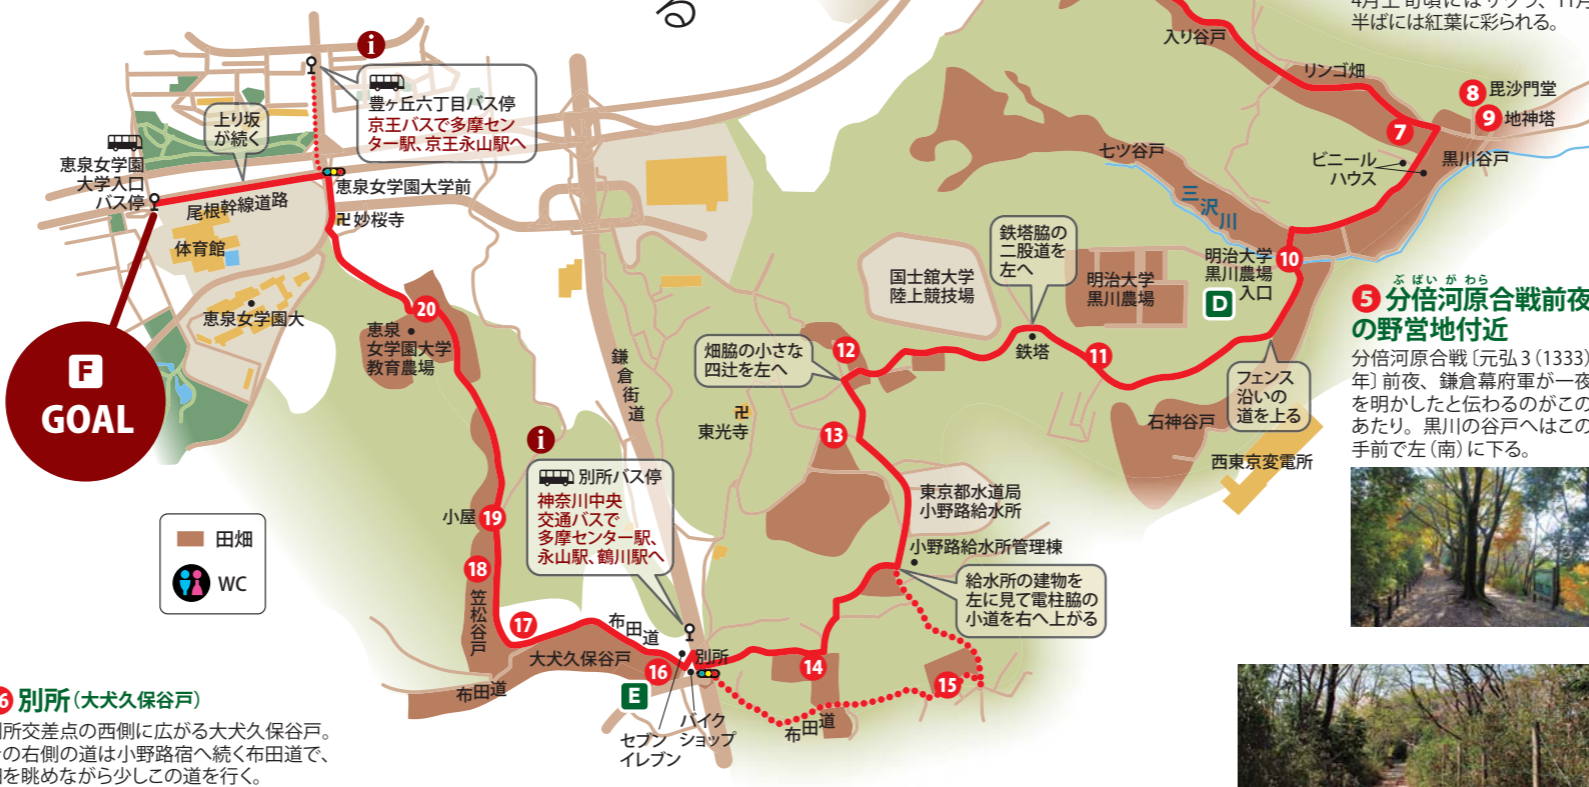 4月上旬頃にはサクラ、11月
半ばには紅葉に彩られる。
る
入り谷戸
リンゴ畑
8 毘沙門堂
9 地神塔
7
ビニール
ハウス
黒川谷戸
七ツ谷戸
三沢川
i
豊ヶ丘六丁目バス停
京王バスで多摩セン
ター駅、京王永山駅へ
上り坂
が続く
恵泉女学園
大学入口
バス停
恵泉女学園大学前
尾根幹線道路
卍妙桜寺
体育館
恵泉女学園大
F
GOAL
20
恵泉
女学園大学
教育農場
鎌倉街道
国士舘大学
陸上競技場
鉄塔脇の
二股道を
左へ
明治大学
黒川農場
明治大学
黒川農場
入口
10
D
鉄塔
11
12
畑脇の小さな
四辻を左へ
フェンス
沿いの
道を上る
石神谷戸
西東京変電所
卍
東光寺
13
東京都水道局
小野路給水所
小野路給水所管理棟
給水所の建物を
左に見て電柱脇の
小道を右へ上がる
i
別所バス停
神奈川中央
交通バスで
多摩センター駅、
永山駅、鶴川駅へ
小屋 19
18
笠松谷戸
17
布田道
大犬久保谷戸
布田道
16
別所
E
セブン
イレブン
バイク
ショップ
14
15
布田道
田畑
WC
5 分倍河原合戦前夜
ぶばいがわら
の野営地付近
分倍河原合戦〔元弘3（1333）
年〕前夜、鎌倉幕府軍が一夜
を明かしたと伝わるのがこの
あたり。黒川の谷戸へはこの
手前で左（南）に下る。
6 別所（大犬久保谷戸）
所交差点の西側に広がる大犬久保谷戸。
の右側の道は小野路宿へ続く布田道で、
を眺めながら少しこの道を行く。